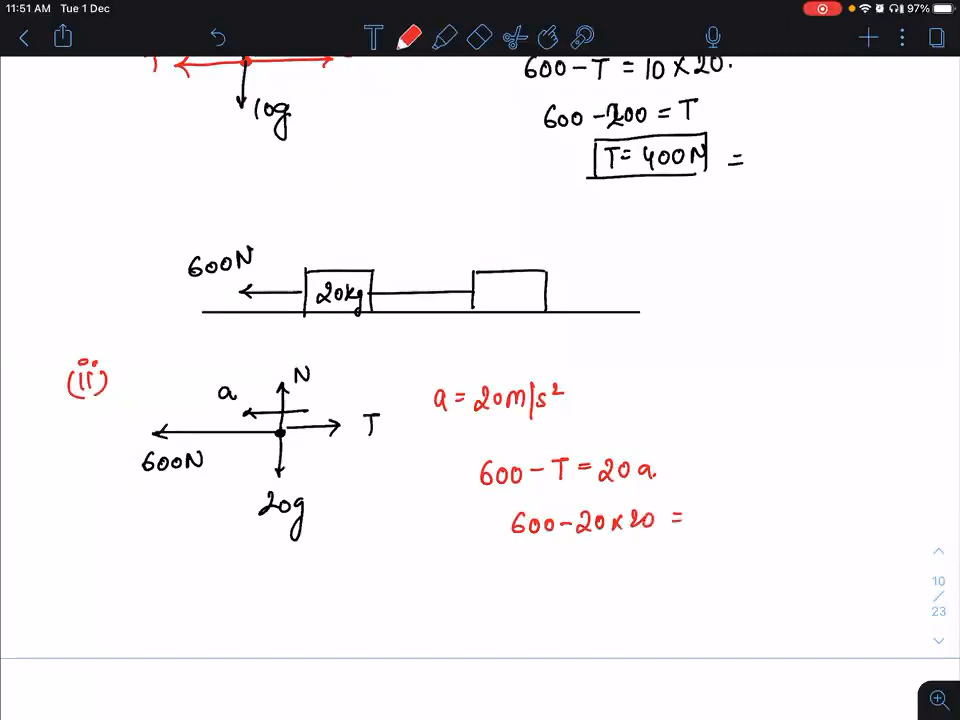 11:51 AM Tue 1 Dec
97%
T
10g
600 - T = 10 × 20.
600 - 200 = T
T = 400N =
600N
20kg
(ii)
a
N
T
600N
20g
a = 20m/s²
600 - T = 20a.
600 - 20 × 20 =
10
/
23